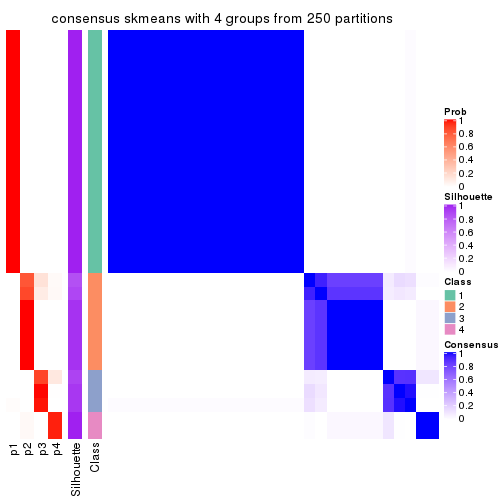 consensus skmeans with 4 groups from 250 partitions
Prob
1
0.8
0.6
0.4
0.2
0
Silhouette
1
0.8
0.6
0.4
0.2
0
Class
1
2
3
4
Consensus
1
0.8
0.6
0.4
0.2
0
p1
p2
p3
p4
Silhouette
Class